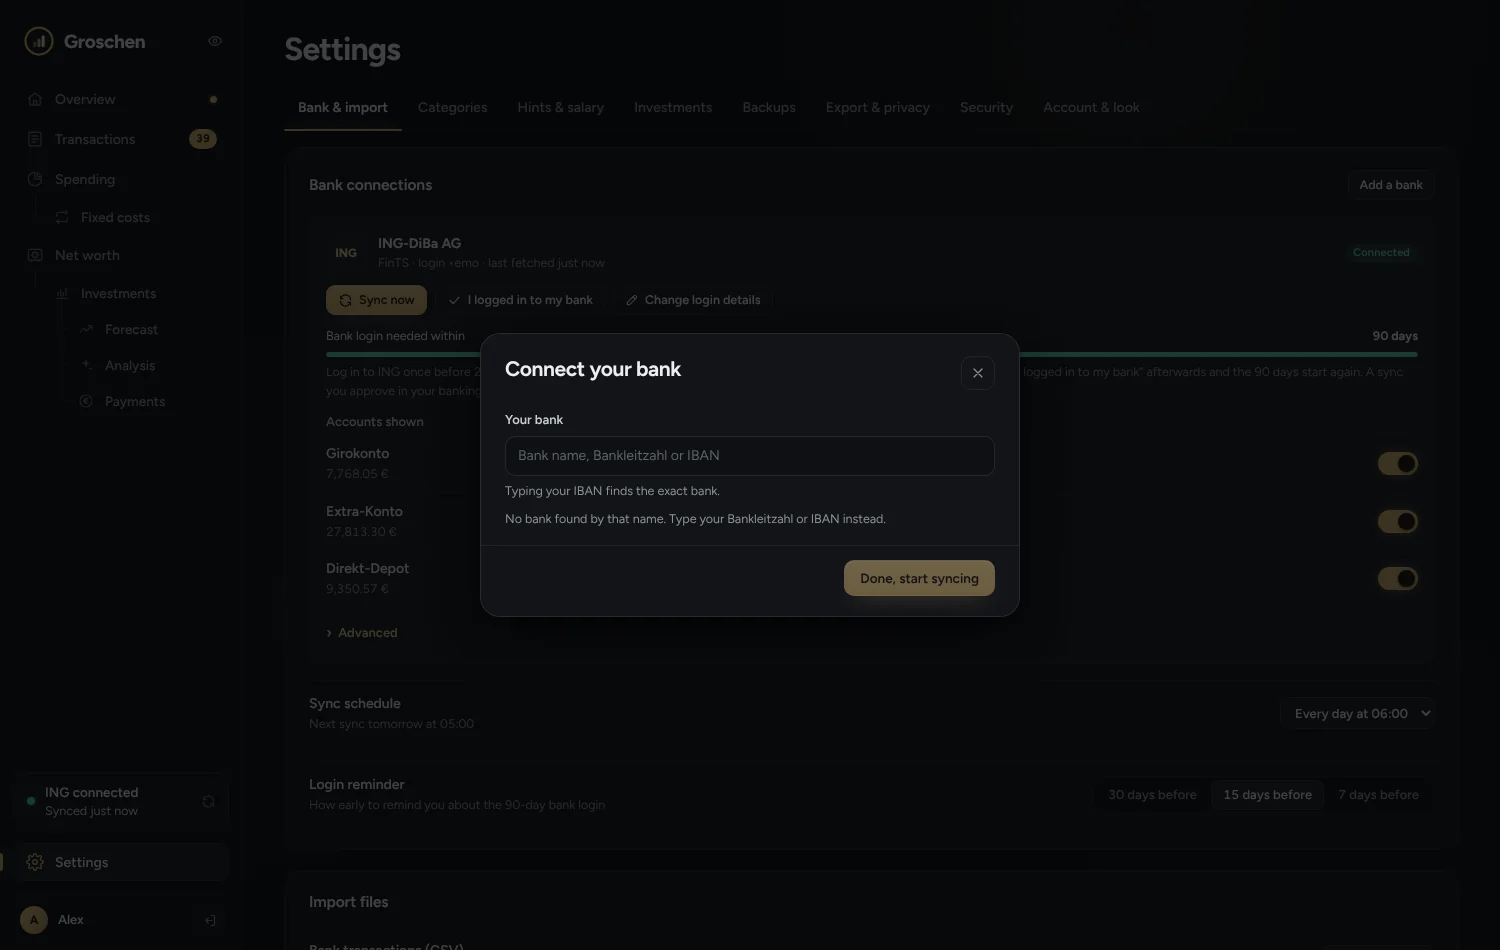 Groschen
Overview
Transactions
39
Spending
Fixed costs
Net worth
Investments
Forecast
Analysis
Payments
ING connected
Synced just now
Settings
A
Alex
Settings
Bank & import
Categories
Hints & salary
Investments
Backups
Export & privacy
Security
Account & look
Bank connections
Add a bank
ING
ING-DiBa AG
FinTS · login •emo · last fetched just now
Connected
Sync now
I logged in to my bank
Change login details
Bank login needed within
90 days
Log in to ING once before 2
logged in to my bank" afterwards and the 90 days start again. A sync
you approve in your banking
Accounts shown
Girokonto
7,768.05 €
Extra-Konto
27,813.30 €
Direkt-Depot
9,350.57 €
› Advanced
Connect your bank
Your bank
Bank name, Bankleitzahl or IBAN
Typing your IBAN finds the exact bank.
No bank found by that name. Type your Bankleitzahl or IBAN instead.
Done, start syncing
Sync schedule
Next sync tomorrow at 05:00
Every day at 06:00
Login reminder
How early to remind you about the 90-day bank login
30 days before
15 days before
7 days before
Import files
Bank transactions (CSV)